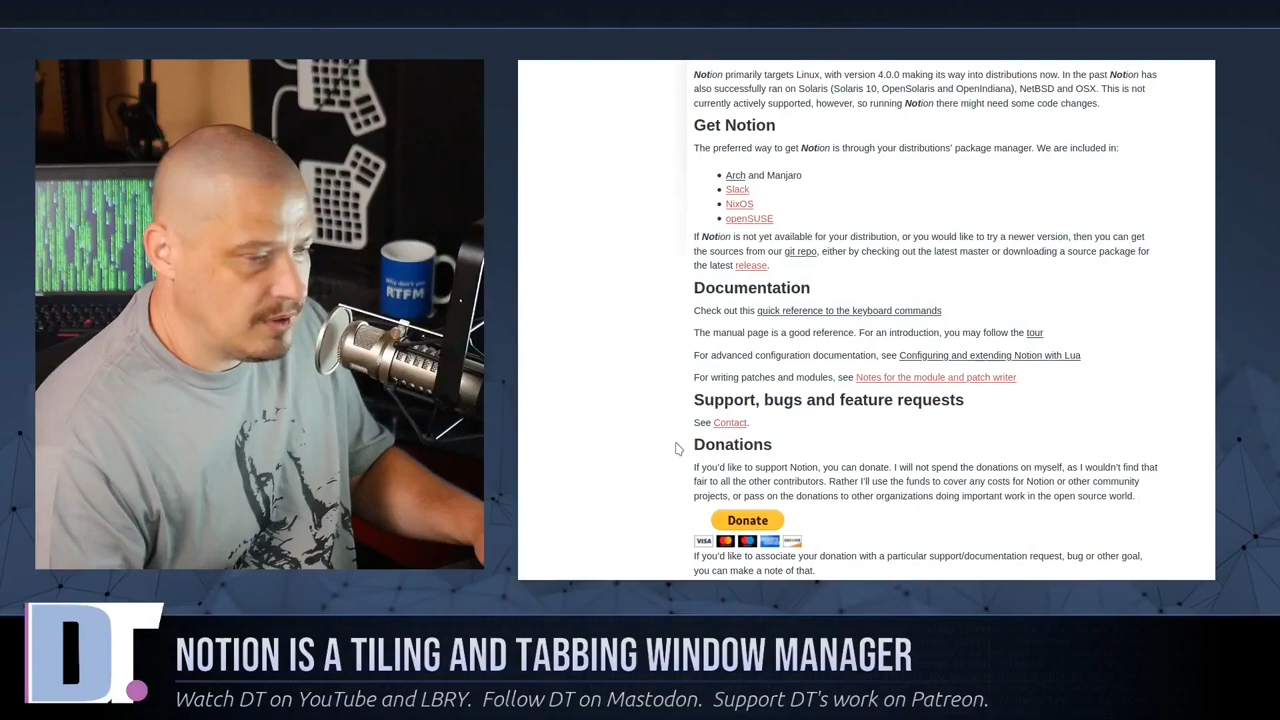 Notion primarily targets Linux, with version 4.0.0 making its way into distributions now. In the past Notion has
also successfully ran on Solaris (Solaris 10, OpenSolaris and OpenIndiana), NetBSD and OSX. This is not
currently actively supported, however, so running Notion there might need some code changes.
Get Notion
The preferred way to get Notion is through your distributions' package manager. We are included in:
Arch and Manjaro
Slack
NixOS
openSUSE
If Notion is not yet available for your distribution, or you would like to try a newer version, then you can get
the sources from our git repo, either by checking out the latest master or downloading a source package for
the latest release.
Documentation
Check out this quick reference to the keyboard commands
The manual page is a good reference. For an introduction, you may follow the tour
For advanced configuration documentation, see Configuring and extending Notion with Lua
For writing patches and modules, see Notes for the module and patch writer
Support, bugs and feature requests
See Contact.
Donations
If you'd like to support Notion, you can donate. I will not spend the donations on myself, as I wouldn't find that
fair to all the other contributors. Rather I'll use the funds to cover any costs for Notion or other community
projects, or pass on the donations to other organizations doing important work in the open source world.
Donate
VISA
If you'd like to associate your donation with a particular support/documentation request, bug or other goal,
you can make a note of that.
Why don't you
RTFM
DT.
NOTION IS A TILING AND TABBING WINDOW MANAGER
Watch DT on YouTube and LBRY. Follow DT on Mastodon. Support DT's work on Patreon.